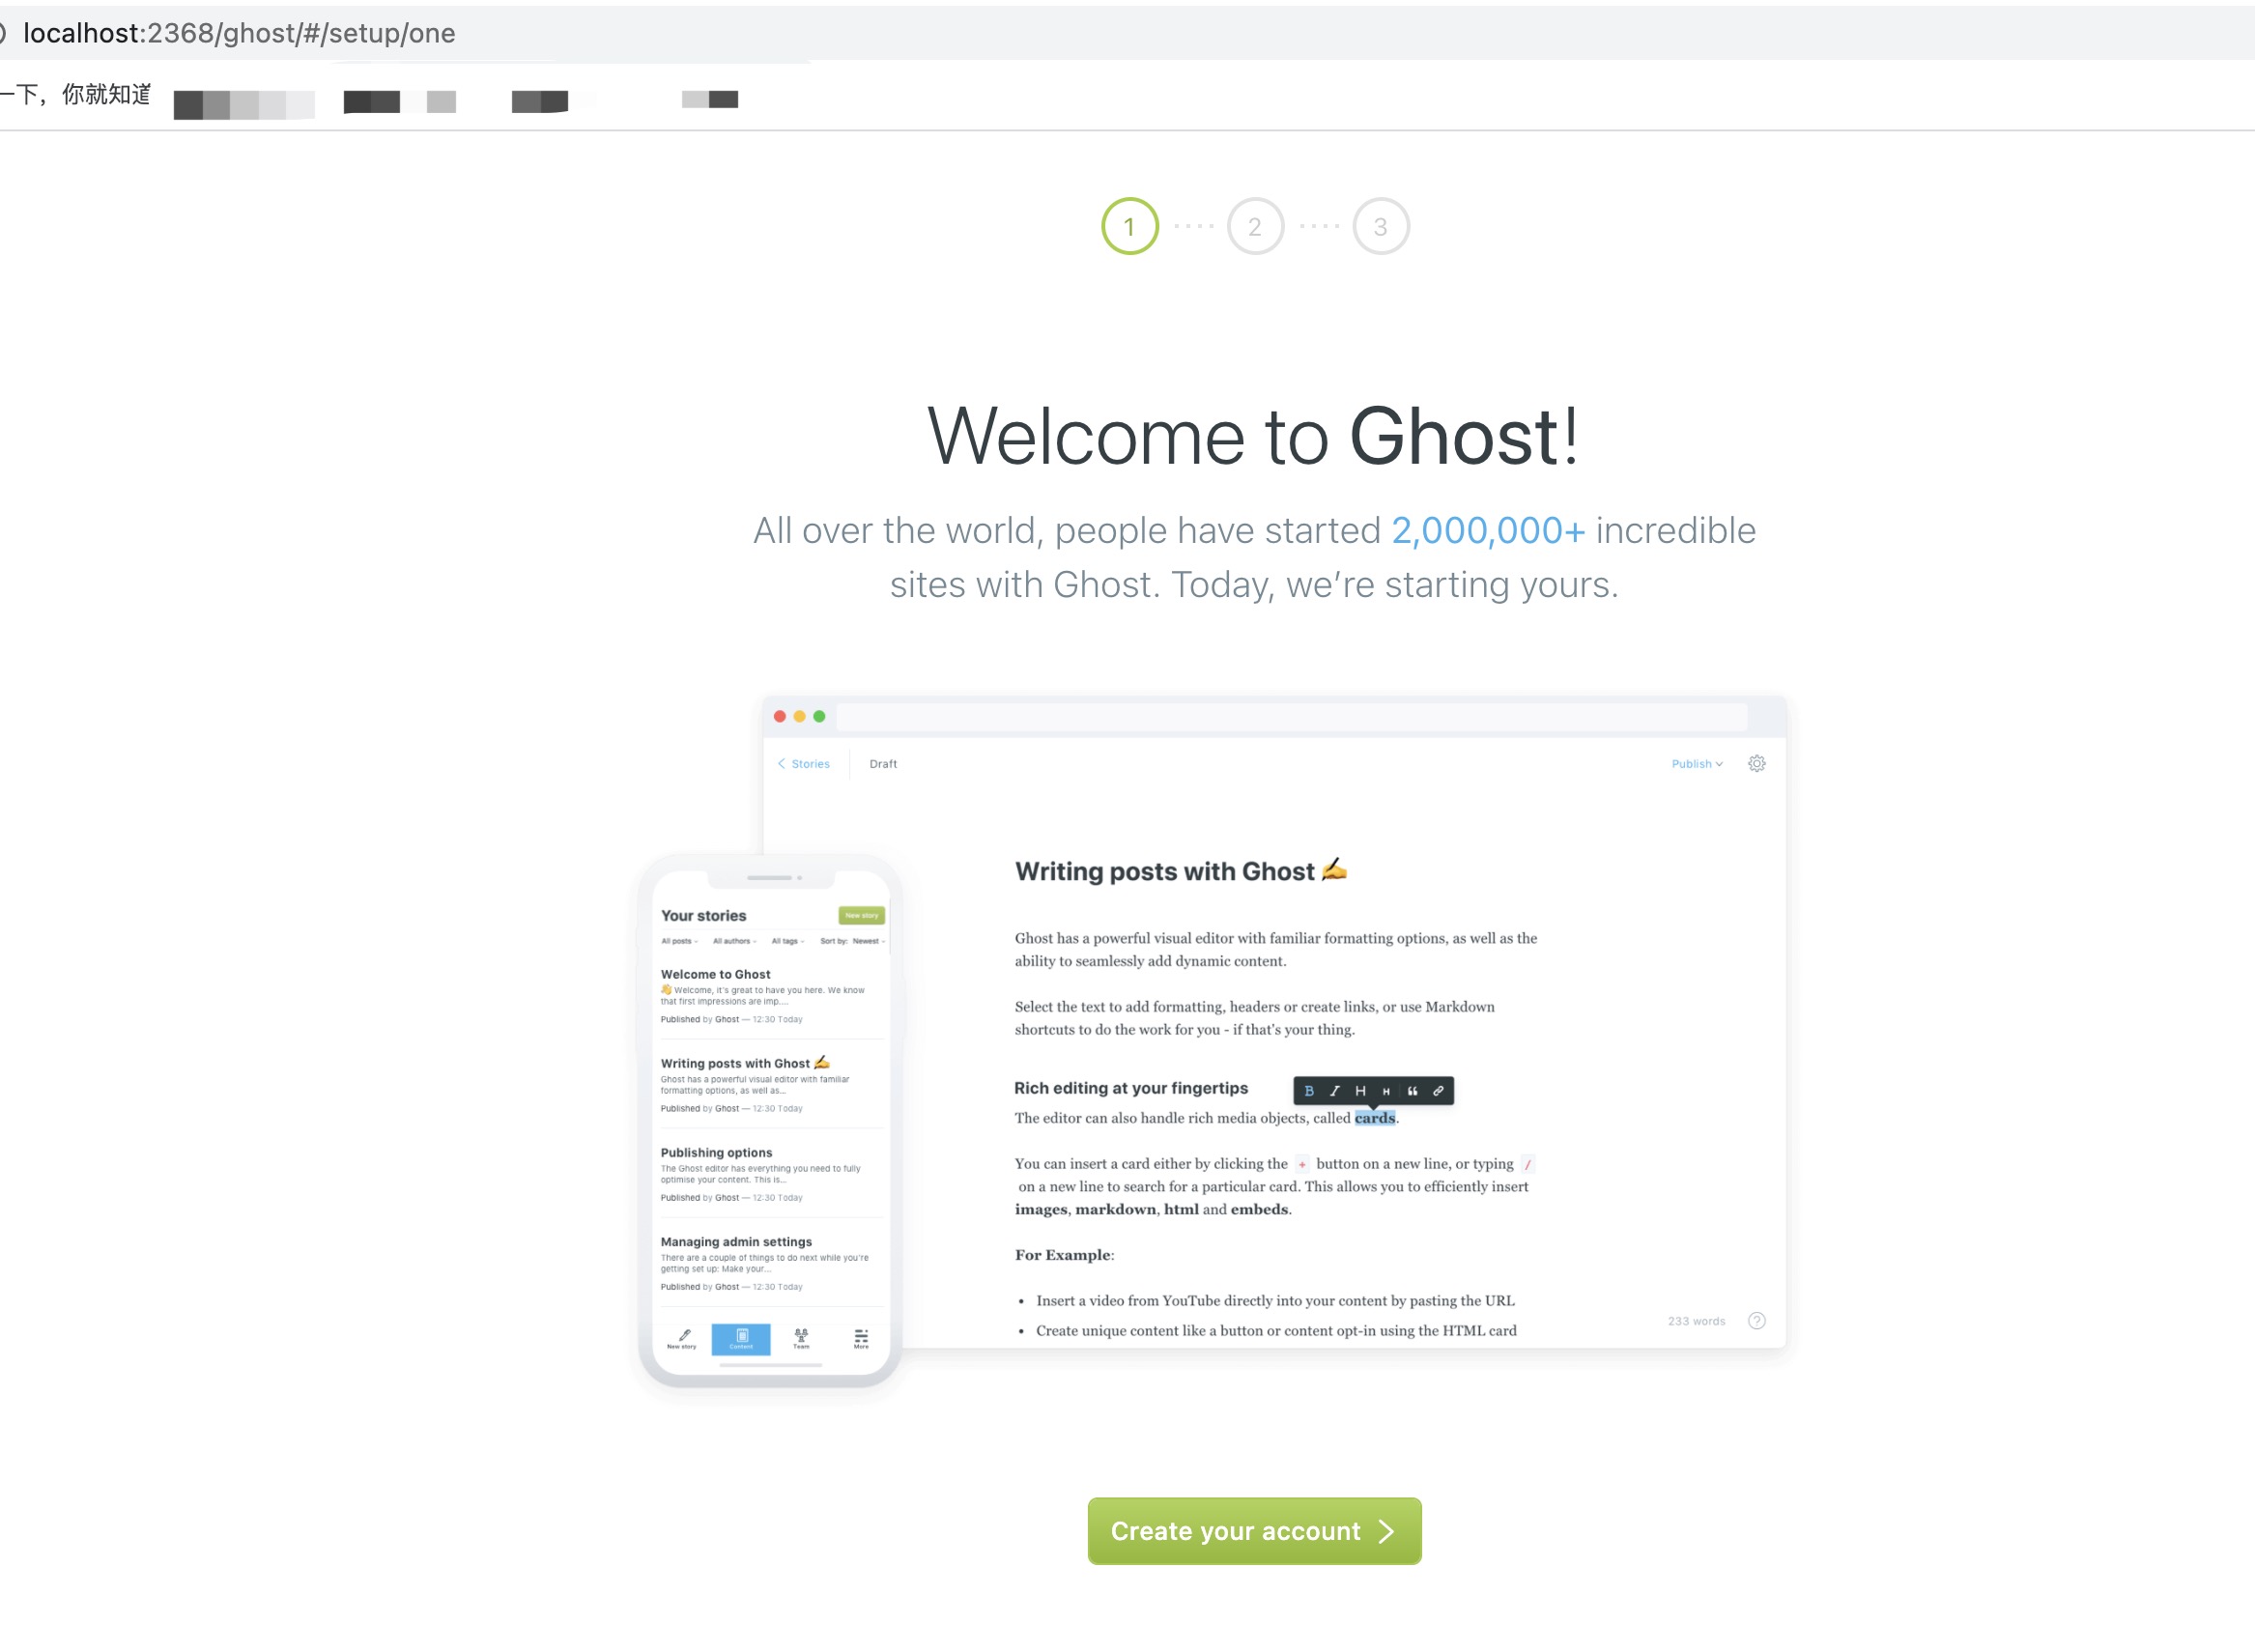 localhost:2368/ghost/#/setup/one
一下，你就知道
1 2 3
Welcome to Ghost!
All over the world, people have started 2,000,000+ incredible
sites with Ghost. Today, we’re starting yours.
Stories Draft Publish
Writing posts with Ghost ✍️
Ghost has a powerful visual editor with familiar formatting options, as well as the
ability to seamlessly add dynamic content.
Select the text to add formatting, headers or create links, or use Markdown
shortcuts to do the work for you - if that's your thing.
Rich editing at your fingertips
B I H H
The editor can also handle rich media objects, called cards.
You can insert a card either by clicking the + button on a new line, or typing /
on a new line to search for a particular card. This allows you to efficiently insert
images, markdown, html and embeds.
For Example:
• Insert a video from YouTube directly into your content by pasting the URL
• Create unique content like a button or content opt-in using the HTML card
233 words ?
Your stories New story
All posts All authors All tags Sort by: Newest
Welcome to Ghost
👋 Welcome, it's great to have you here. We know
that first impressions are imp....
Published by Ghost — 12:30 Today
Writing posts with Ghost ✍️
Ghost has a powerful visual editor with familiar
formatting options, as well as...
Published by Ghost — 12:30 Today
Publishing options
The Ghost editor has everything you need to fully
optimise your content. This is...
Published by Ghost — 12:30 Today
Managing admin settings
There are a couple of things to do next while you're
getting set up: Make your...
Published by Ghost — 12:30 Today
New story Content Team More
Create your account